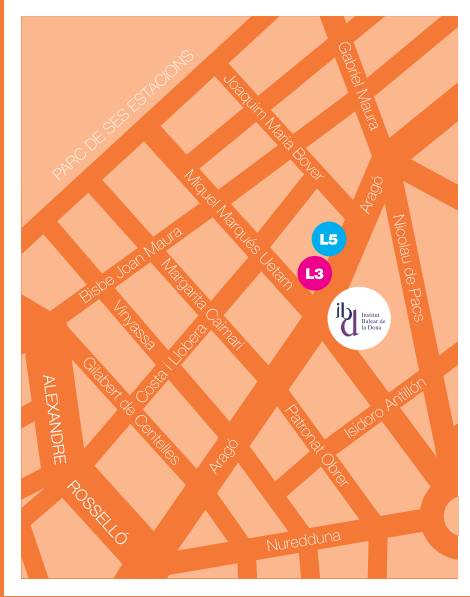 PARC DE SES ESTACIONS
Gabriel Maura
Joaquim Maria Bover
Miquel Marquès Uetam
Aragó
Nicolau de Pacs
Bisbe Joan Maura
Margarita Caimari
Vinyassa
Costa i Llobera
Gilabert de Centelles
L5
L3
ibd
Institut
Balear de
la Dona
ALEXANDRE
ROSSELLÓ
Aragó
Patronat Obrer
Isidoro Antillón
Nuredduna